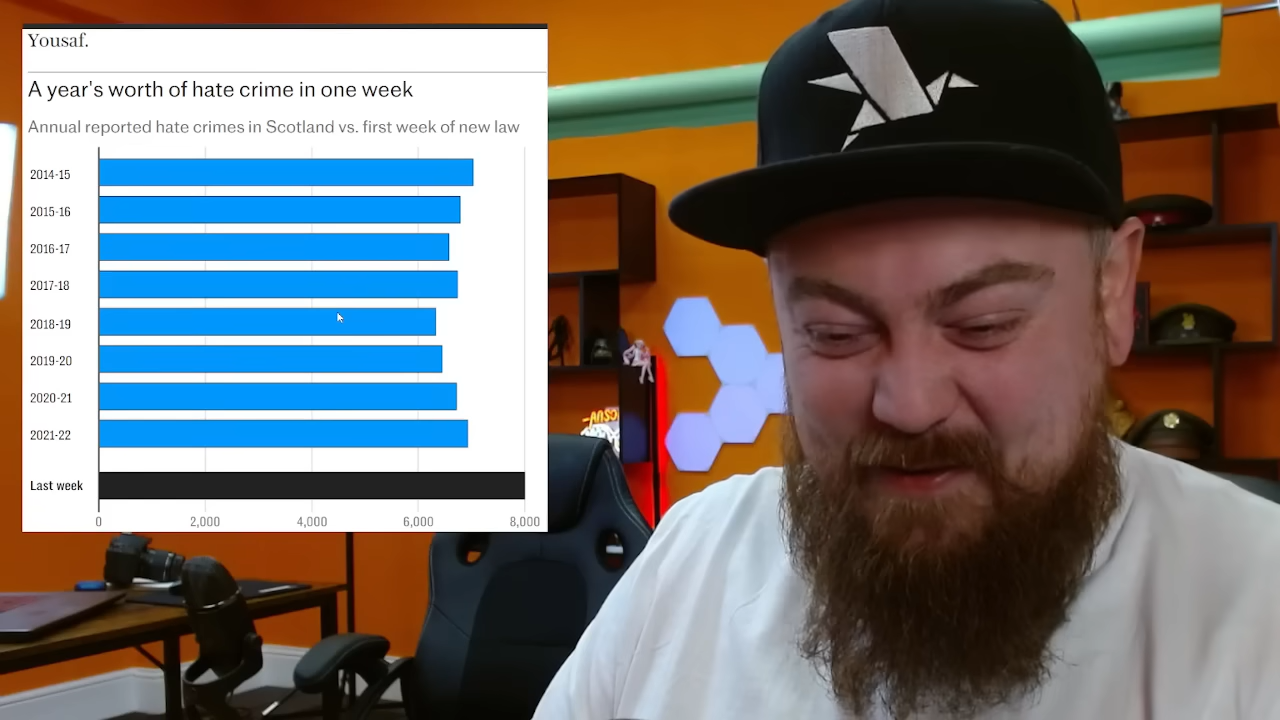 Yousaf.
A year's worth of hate crime in one week
Annual reported hate crimes in Scotland vs. first week of new law
2014-15
2015-16
2016-17
2017-18
2018-19
2019-20
2020-21
2021-22
Last week
0 2,000 4,000 6,000 8,000